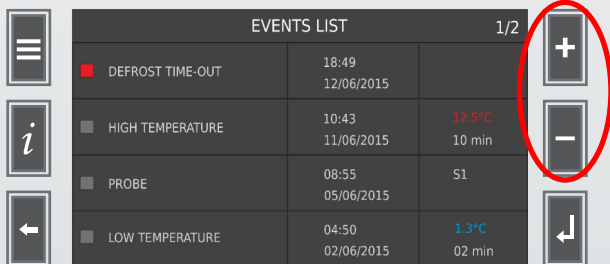 EVENTS LIST 1/2
DEFROST TIME-OUT
18:49
12/06/2015
HIGH TEMPERATURE
10:43
11/06/2015
12.5°C
10 min
PROBE
08:55
05/06/2015
S1
LOW TEMPERATURE
04:50
02/06/2015
1.3°C
02 min
i
+
−